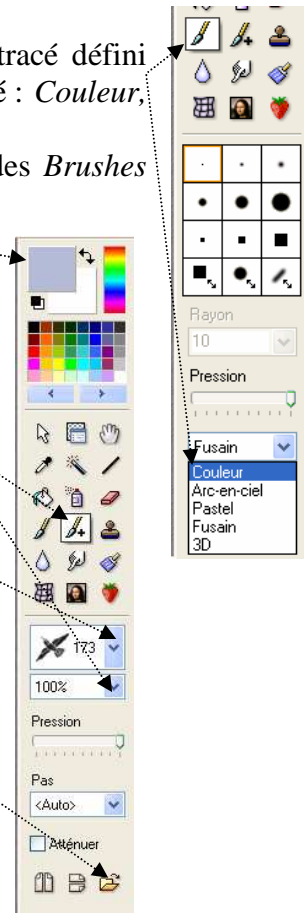 tracé défini
é : Couleur,
des Brushes
Rayon
10
Pression
Fusain
Couleur
Arc-en-ciel
Pastel
Fusain
3D
173
100%
Pression
Pas
<Auto>
Atténuer